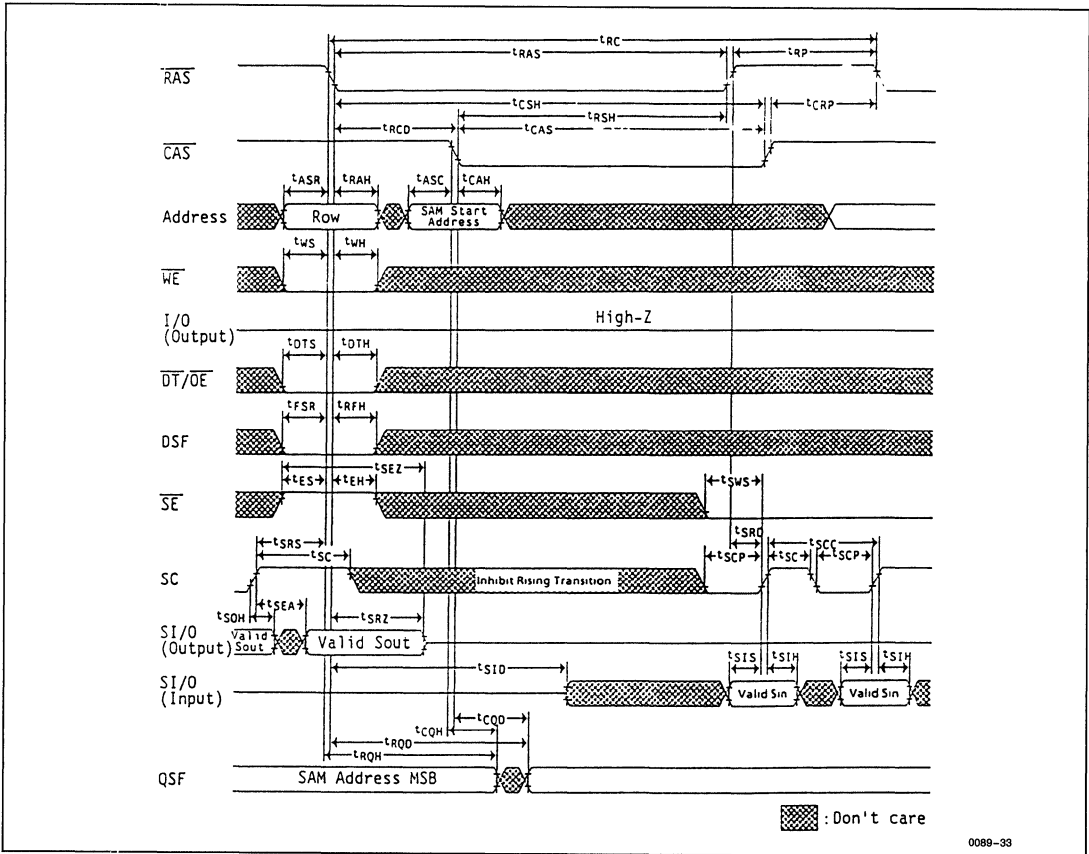 tRC
tRAS
tRP
RAS
tCSH
tCRP
tRSH
tRCD
tCAS
CAS
tASR
tRAH
tASC
tCAH
Address
Row
SAM Start
Address
tWS
tWH
WE
I/O
(Output)
High-Z
tDTS
tDTH
DT/OE
tFSR
tRFH
DSF
tSEZ
tES
tEH
tSWS
SE
tSRD
tSRS
tSCC
tSC
tSCP
tSC
tSCP
SC
Inhibit Rising Transition
tSEA
tSOH
tSRZ
SI/O
(Output)
Valid
Sout
Valid Sout
tSID
tSIS
tSIH
tSIS
tSIH
SI/O
(Input)
Valid Sin
Valid Sin
tCQD
tCQH
tRQD
tRQH
QSF
SAM Address MSB
:Don't care
0089-33